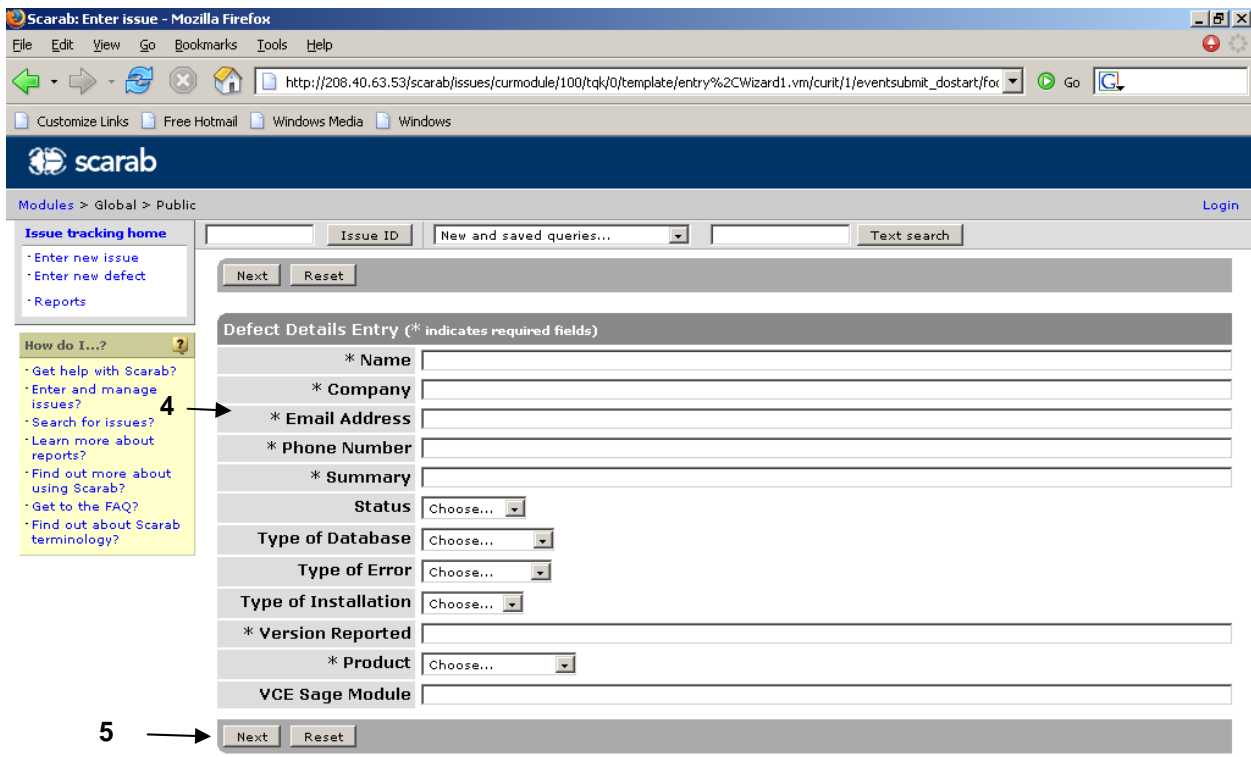 Scarab: Enter issue - Mozilla Firefox
File Edit View Go Bookmarks Tools Help
http://208.40.63.53/scarab/issues/curmodule/100/tqk/0/template/entry%2CWizard1.vm/curit/1/eventsubmit_dostart/foo Go G
Customize Links Free Hotmail Windows Media Windows
scarab
Modules > Global > Public Login
Issue tracking home Issue ID New and saved queries... Text search
· Enter new issue
· Enter new defect
· Reports
Next Reset
How do I...? ?
· Get help with Scarab?
· Enter and manage
issues?
· Search for issues?
· Learn more about
reports?
· Find out more about
using Scarab?
· Get to the FAQ?
· Find out about Scarab
terminology?
4
Defect Details Entry (* indicates required fields)
* Name
* Company
* Email Address
* Phone Number
* Summary
Status Choose...
Type of Database Choose...
Type of Error Choose...
Type of Installation Choose...
* Version Reported
* Product Choose...
VCE Sage Module
5 Next Reset